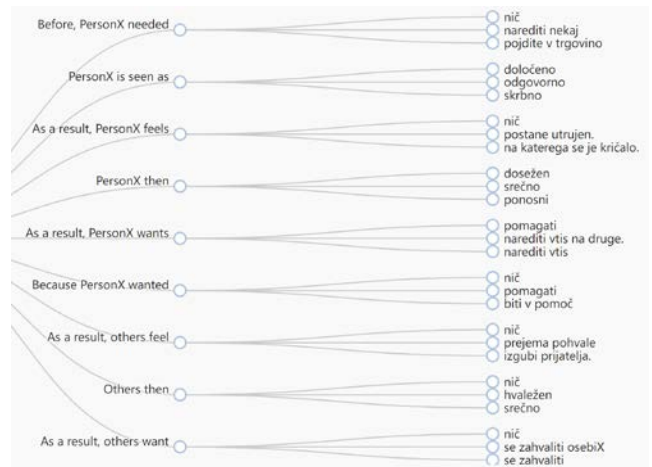 Before, PersonX needed
nič
narediti nekaj
pojdite v trgovino
PersonX is seen as
določeno
odgovorno
skrbno
As a result, PersonX feels
nič
postane utrujen.
na katerega se je kričalo.
PersonX then
dosežen
srečno
ponosni
As a result, PersonX wants
pomagati
narediti vtis na druge.
narediti vtis
Because PersonX wanted
nič
pomagati
biti v pomoč
As a result, others feel
nič
prejema pohvale
izgubi prijatelja.
Others then
nič
hvaležen
srečno
As a result, others want
nič
se zahvaliti osebiX
se zahvaliti